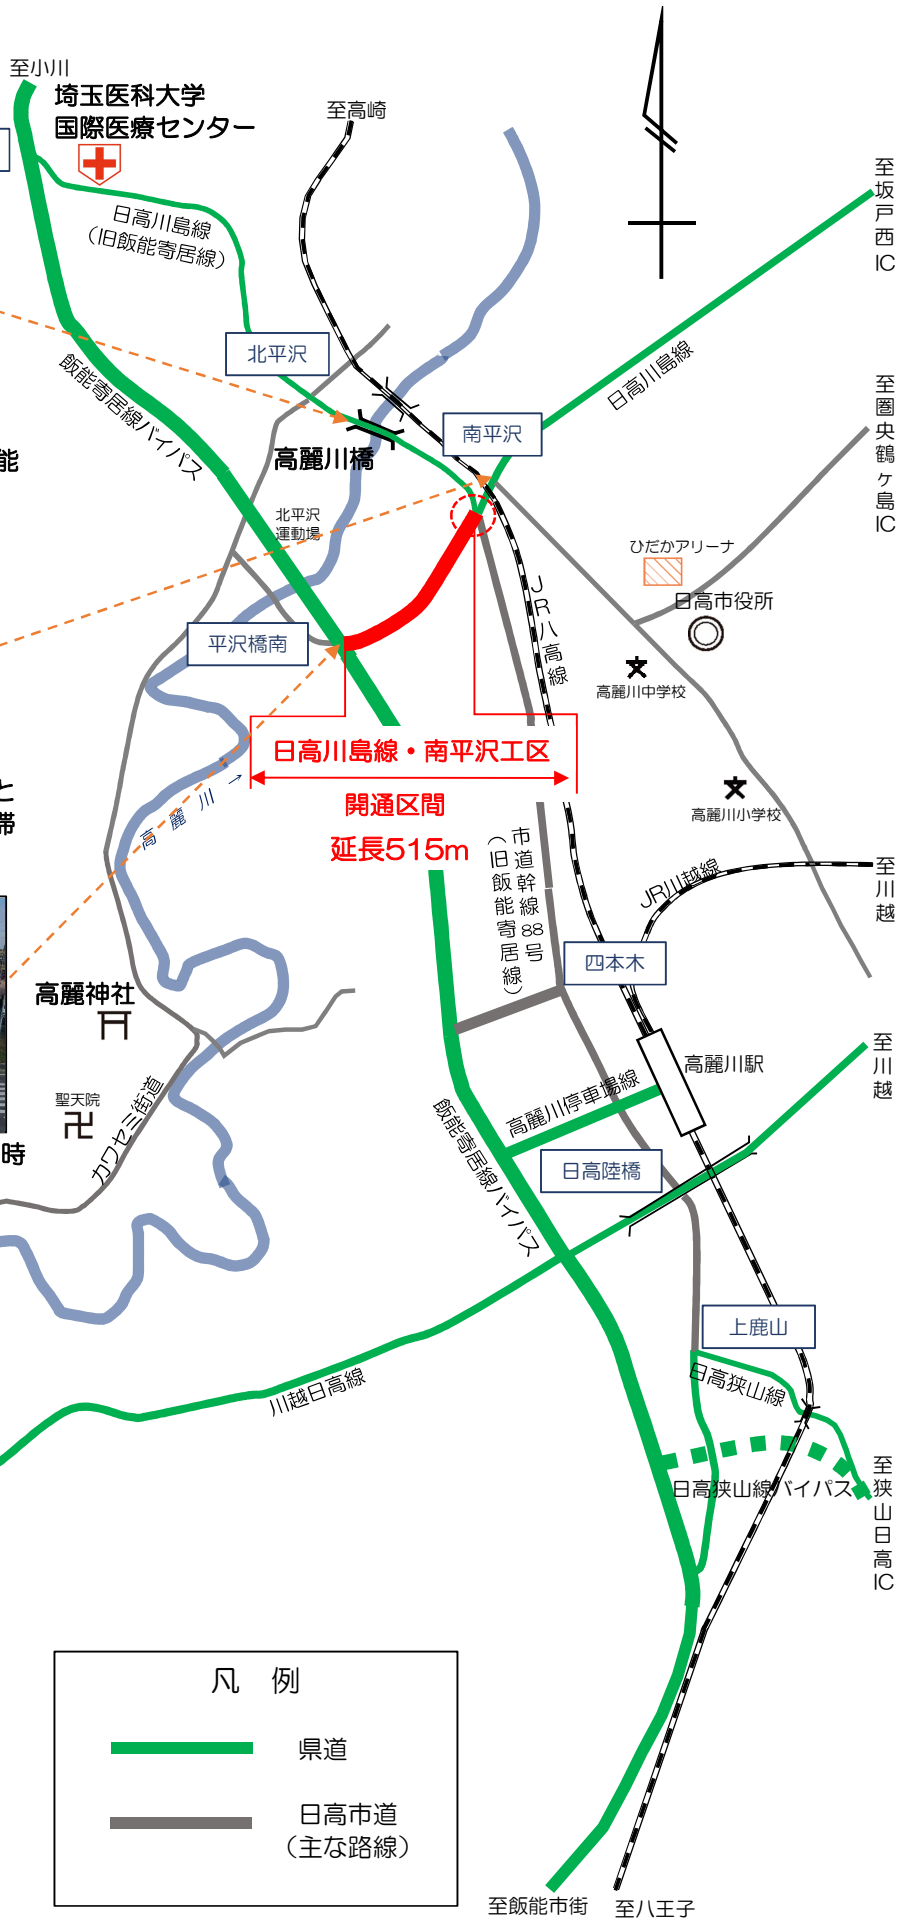 至小川
埼玉医科大学
国際医療センター
至高崎
至坂戸西IC
日高川島線
（旧飯能寄居線）
北平沢
日高川島線
飯能寄居線バイパス
至圏央鶴ヶ島IC
南平沢
高麗川橋
能
北平沢
運動場
ひだかアリーナ
JR八高線
日高市役所
平沢橋南
高麗川中学校
日高川島線・南平沢工区
開通区間
延長515m
と
帯
高麗川→
高麗川小学校
市道幹線88号
（旧飯能寄居線）
JR川越線
至川越
四本木
高麗神社
高麗川駅
至川越
聖天院
カワセミ街道
高麗川停車場線
飯能寄居線バイパス
時
日高陸橋
上鹿山
川越日高線
日高狭山線
日高狭山線バイパス
至狭山日高IC
凡 例
県道
日高市道
（主な路線）
至飯能市街
至八王子